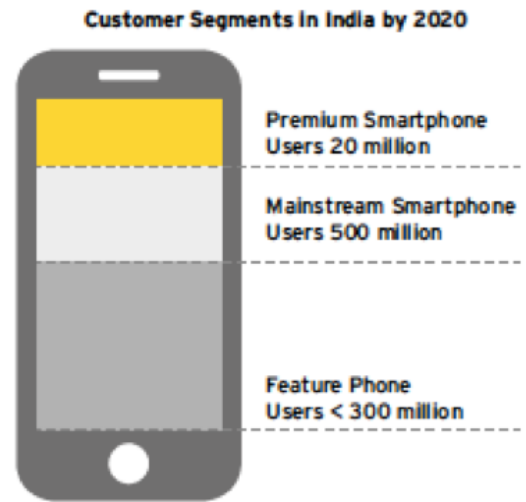 Customer Segments in India by 2020
Premium Smartphone
Users 20 million
Mainstream Smartphone
Users 500 million
Feature Phone
Users < 300 million